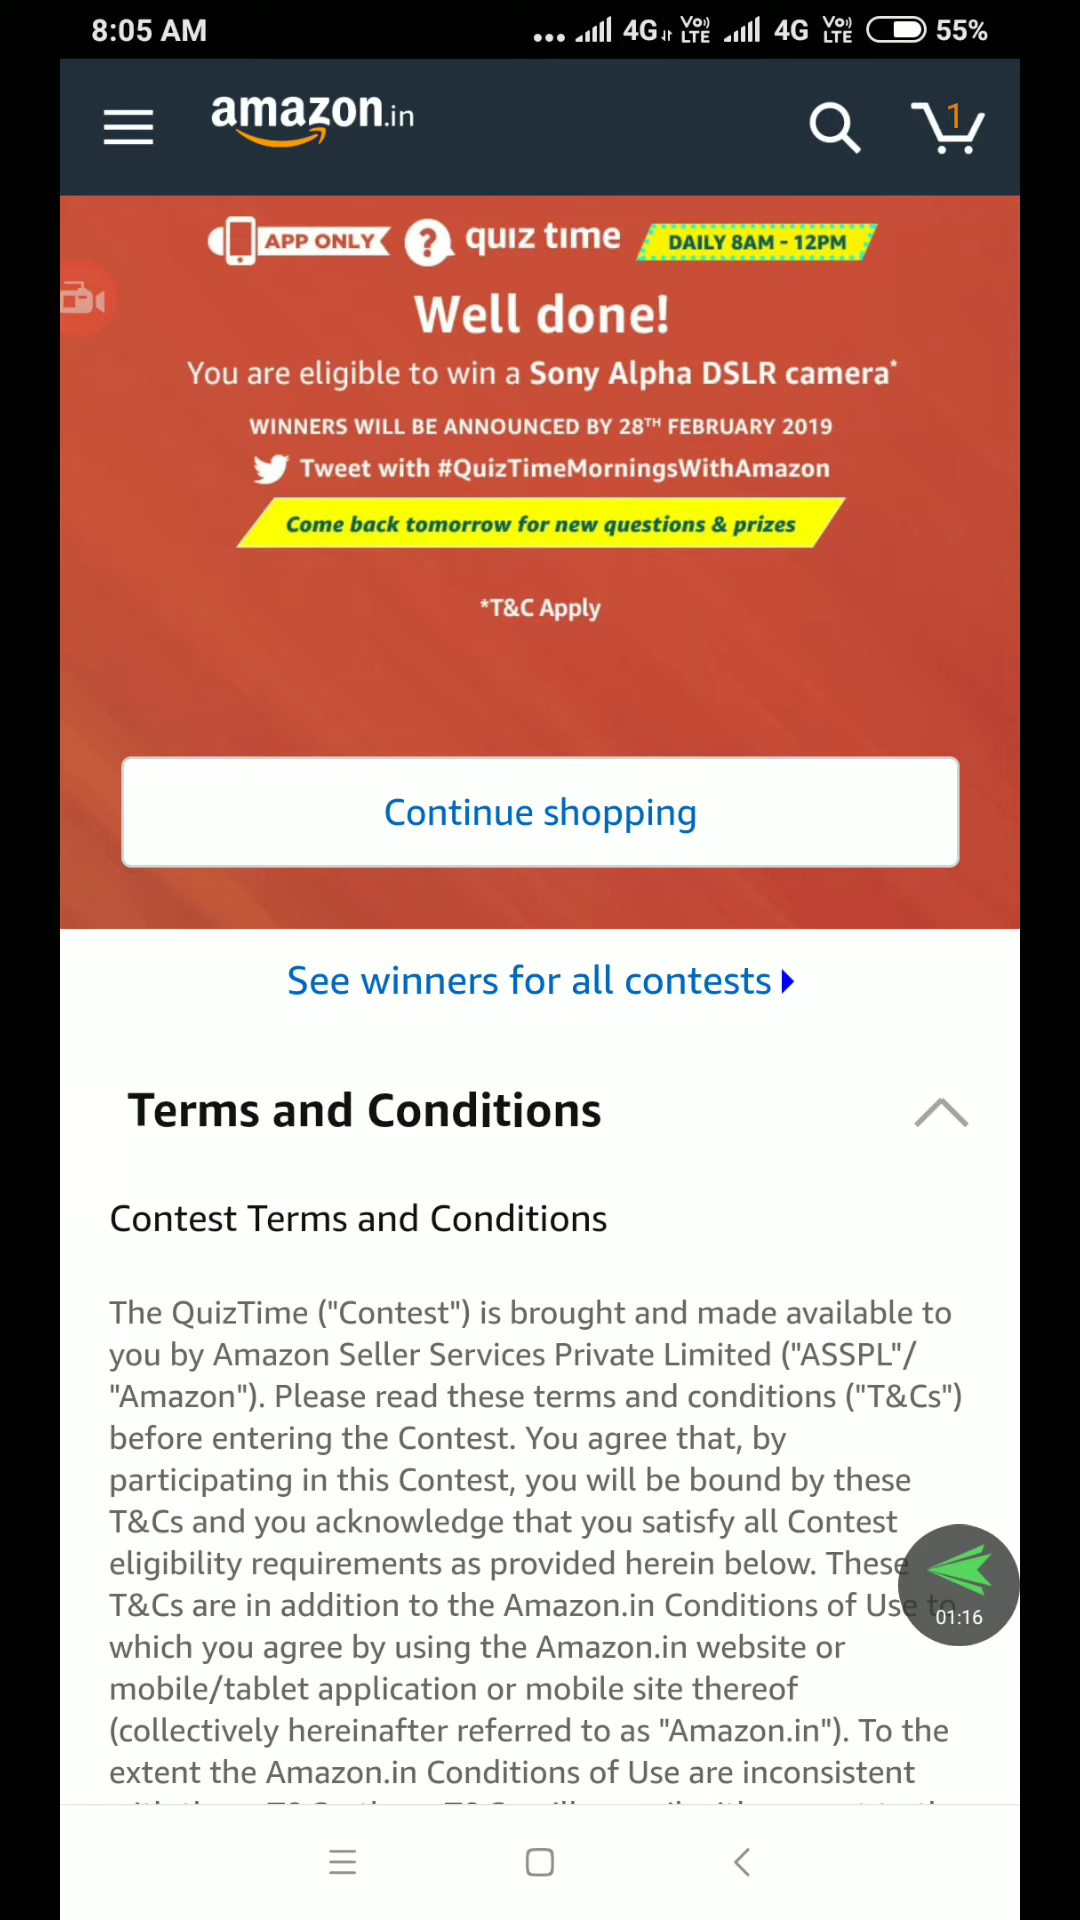 8:05 AM ... 4G VoLTE 4G VoLTE 55%
amazon.in 1
APP ONLY ? quiz time DAILY 8AM - 12PM
Well done!
You are eligible to win a Sony Alpha DSLR camera*
WINNERS WILL BE ANNOUNCED BY 28TH FEBRUARY 2019
Tweet with #QuizTimeMorningsWithAmazon
Come back tomorrow for new questions & prizes
*T&C Apply
Continue shopping
See winners for all contests
Terms and Conditions
Contest Terms and Conditions
The QuizTime ("Contest") is brought and made available to
you by Amazon Seller Services Private Limited ("ASSPL"/
"Amazon"). Please read these terms and conditions ("T&Cs")
before entering the Contest. You agree that, by
participating in this Contest, you will be bound by these
T&Cs and you acknowledge that you satisfy all Contest
eligibility requirements as provided herein below. These
T&Cs are in addition to the Amazon.in Conditions of Use to
01:16
which you agree by using the Amazon.in website or
mobile/tablet application or mobile site thereof
(collectively hereinafter referred to as "Amazon.in"). To the
extent the Amazon.in Conditions of Use are inconsistent